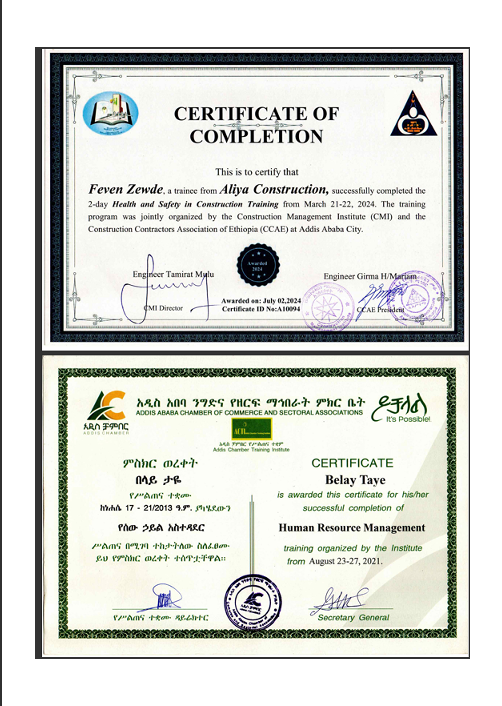 CERTIFICATE OF
COMPLETION
This is to certify that
Feven Zewde, a trainee from Aliya Construction, successfully completed the
2-day Health and Safety in Construction Training from March 21-22, 2024. The training
program was jointly organized by the Construction Management Institute (CMI) and the
Construction Contractors Association of Ethiopia (CCAE) at Addis Ababa City.
Awarded
2024
Engineer Tamirat Mulu
Engineer Girma H/Mariam
CMI Director
Awarded on: July 02,2024
Certificate ID No:A10094
CCAE President
አዲስ አበባ ንግድና የዘርፍ ማኅበራት ምክር ቤት
ADDIS ABABA CHAMBER OF COMMERCE AND SECTORAL ASSOCIATIONS
አዲስ ቻምበር
ADDIS CHAMBER
ይቻላል
It's Possible!
አዲስ ቻምበር የሥልጠና ተቋም
Addis Chamber Training Institute
ምስክር ወረቀት
በላይ ታዬ
የሥልጠና ተቋሙ
ከነሐሴ 17 - 21/2013 ዓ.ም. ያካሄደውን
የሰው ኃይል አስተዳደር
ሥልጠና በሚገባ ተከታትለው ስለፈፀሙ
ይህ የምስክር ወረቀት ተሰጥቷቸዋል።
የሥልጠና ተቋሙ ዳይሬክተር
CERTIFICATE
Belay Taye
is awarded this certificate for his/her
successful completion of
Human Resource Management
training organized by the Institute
from August 23-27, 2021.
Secretary General